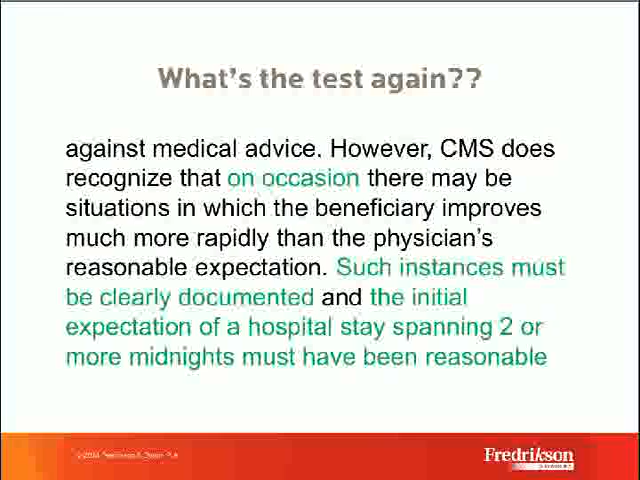 What's the test again??
against medical advice. However, CMS does
recognize that on occasion there may be
situations in which the beneficiary improves
much more rapidly than the physician's
reasonable expectation. Such instances must
be clearly documented and the initial
expectation of a hospital stay spanning 2 or
more midnights must have been reasonable
Fredrikson